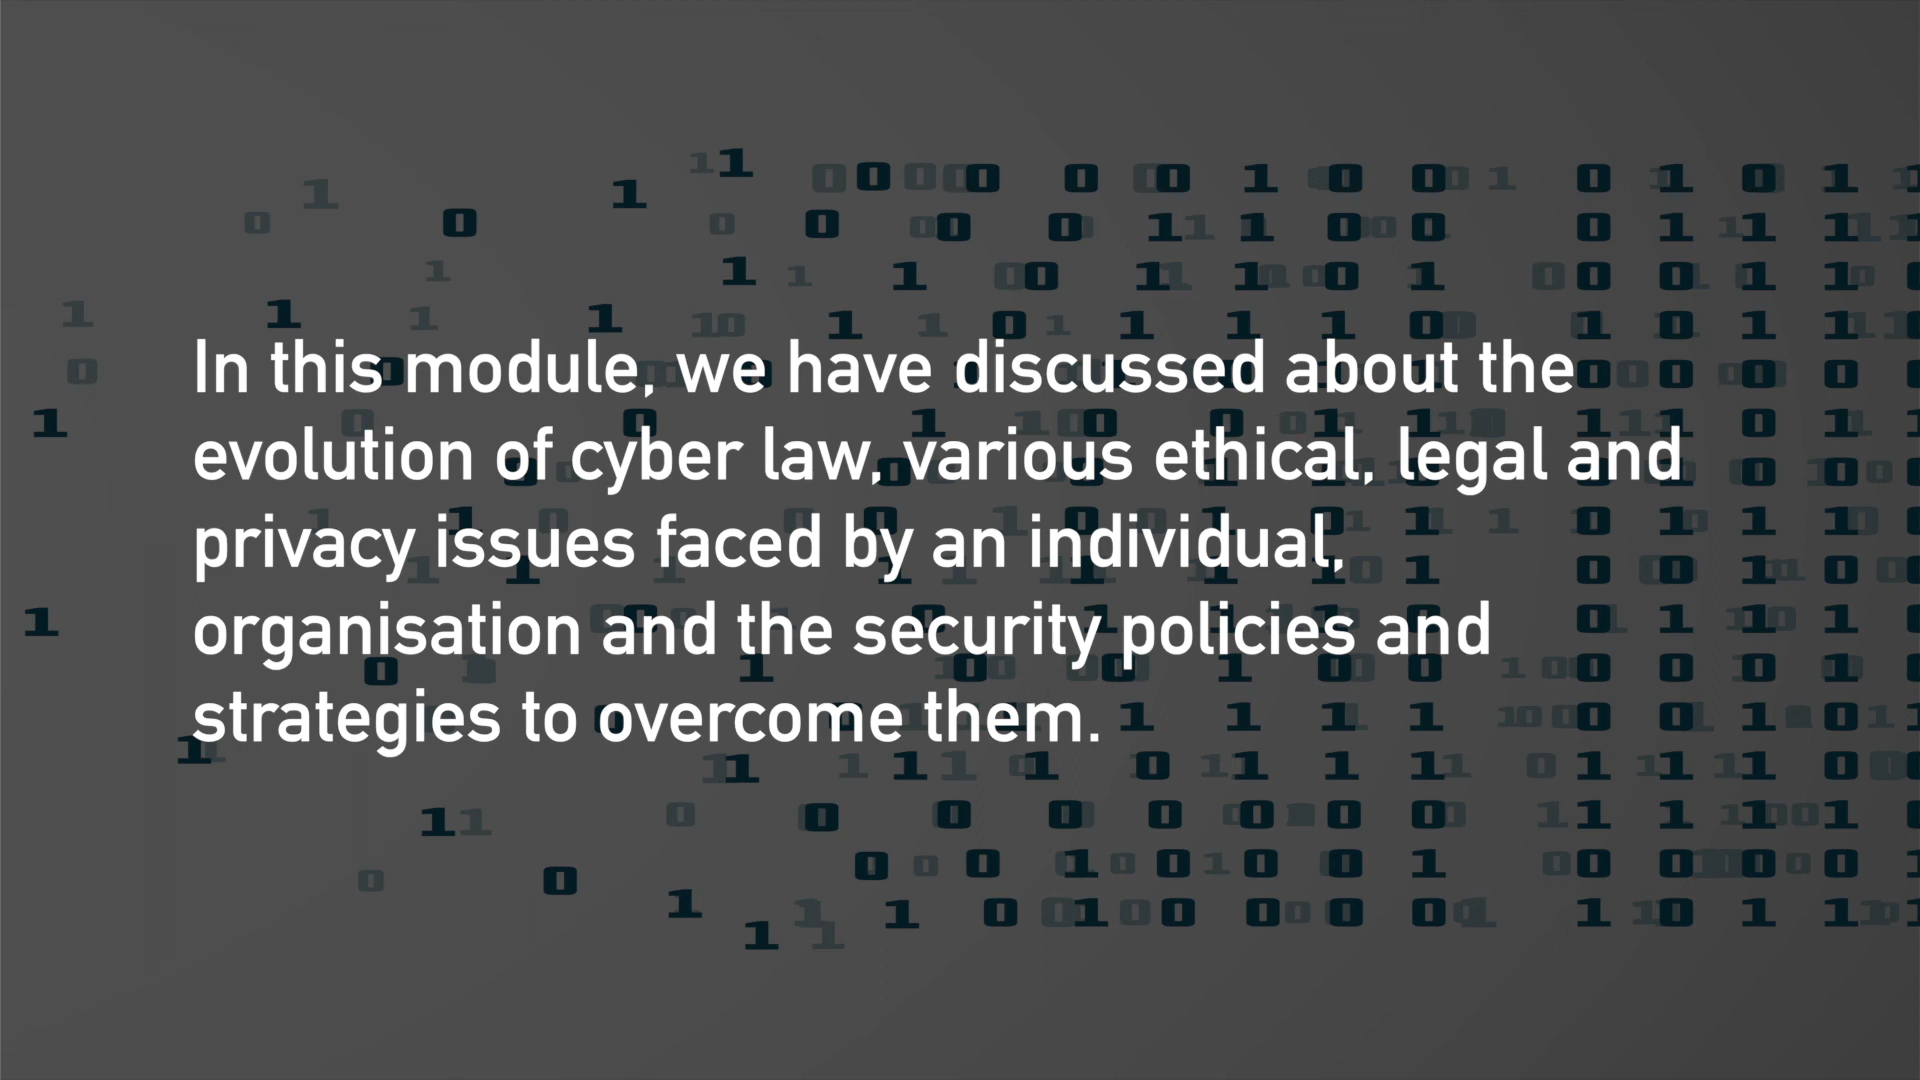 In this module, we have discussed about the
evolution of cyber law, various ethical, legal and
privacy issues faced by an individual,
organisation and the security policies and
strategies to overcome them.